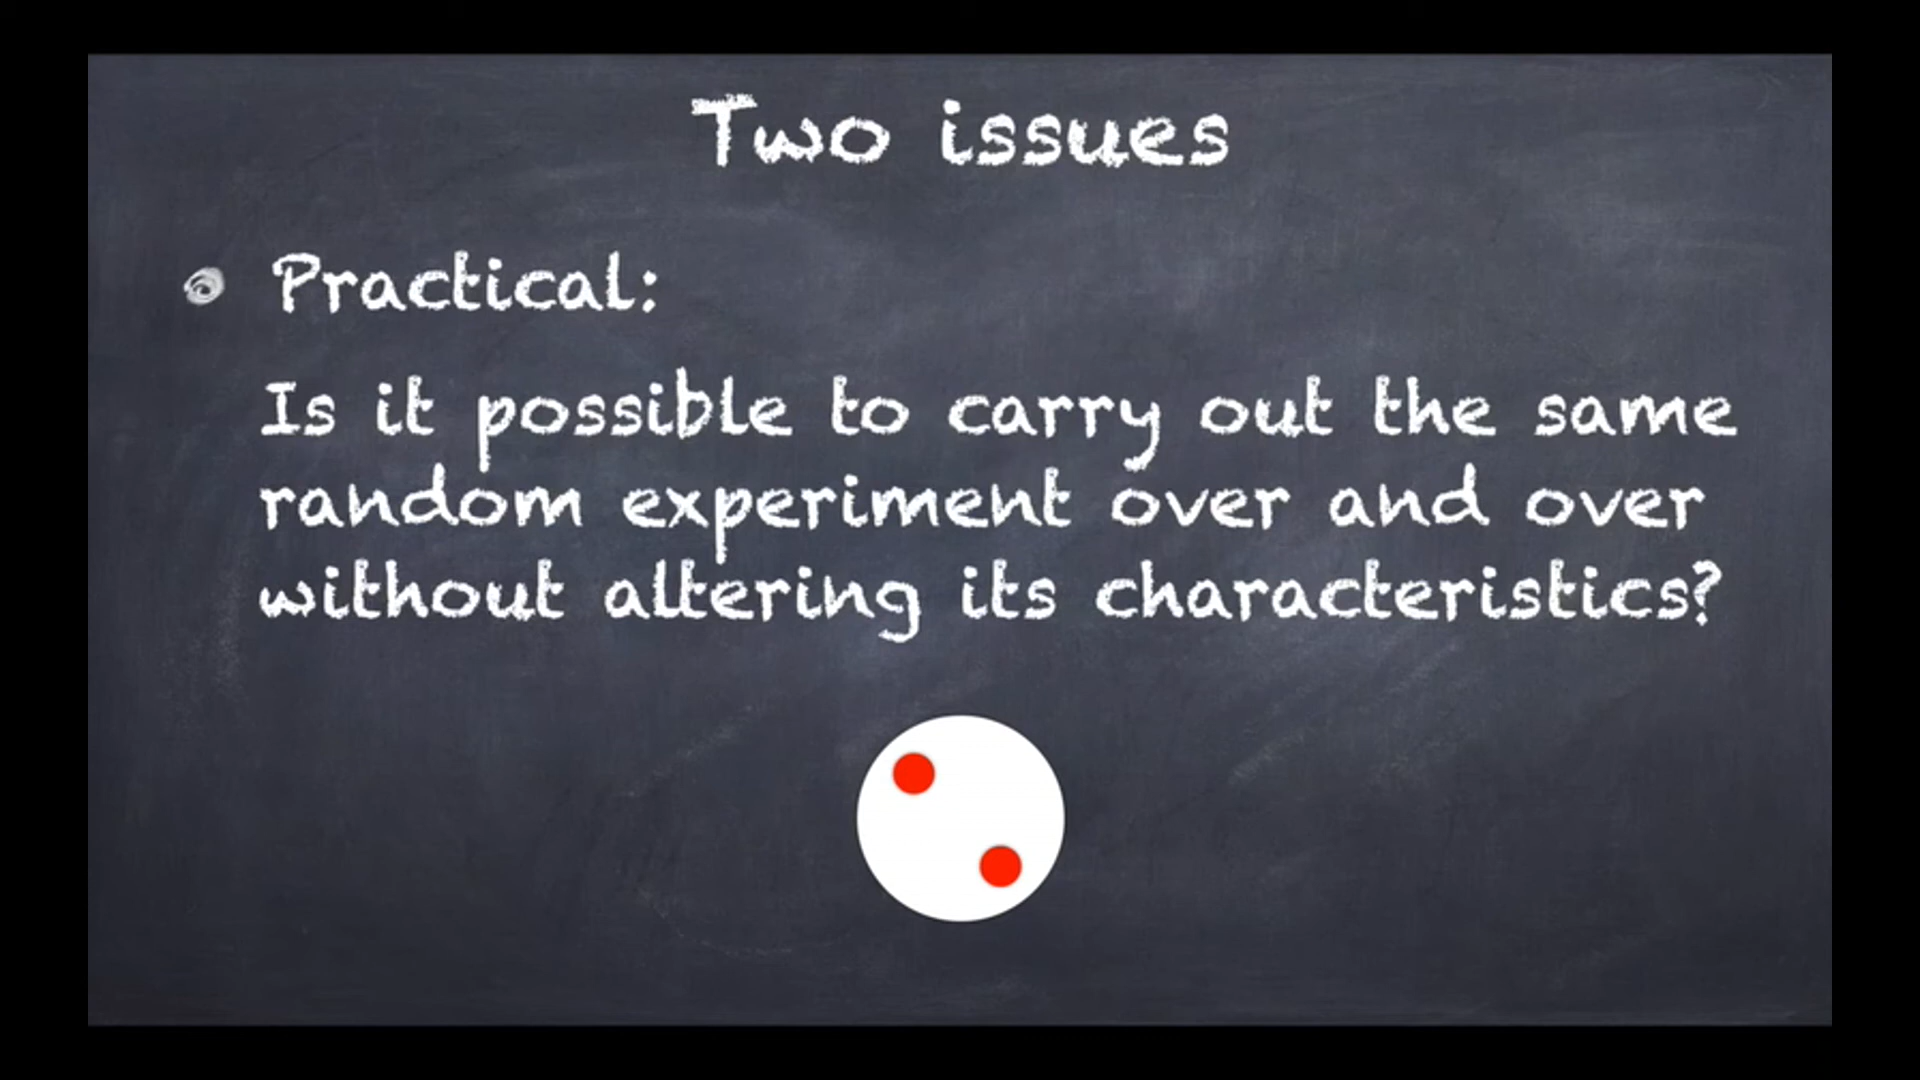 Two issues
Practical:
Is it possible to carry out the same
random experiment over and over
without altering its characteristics?